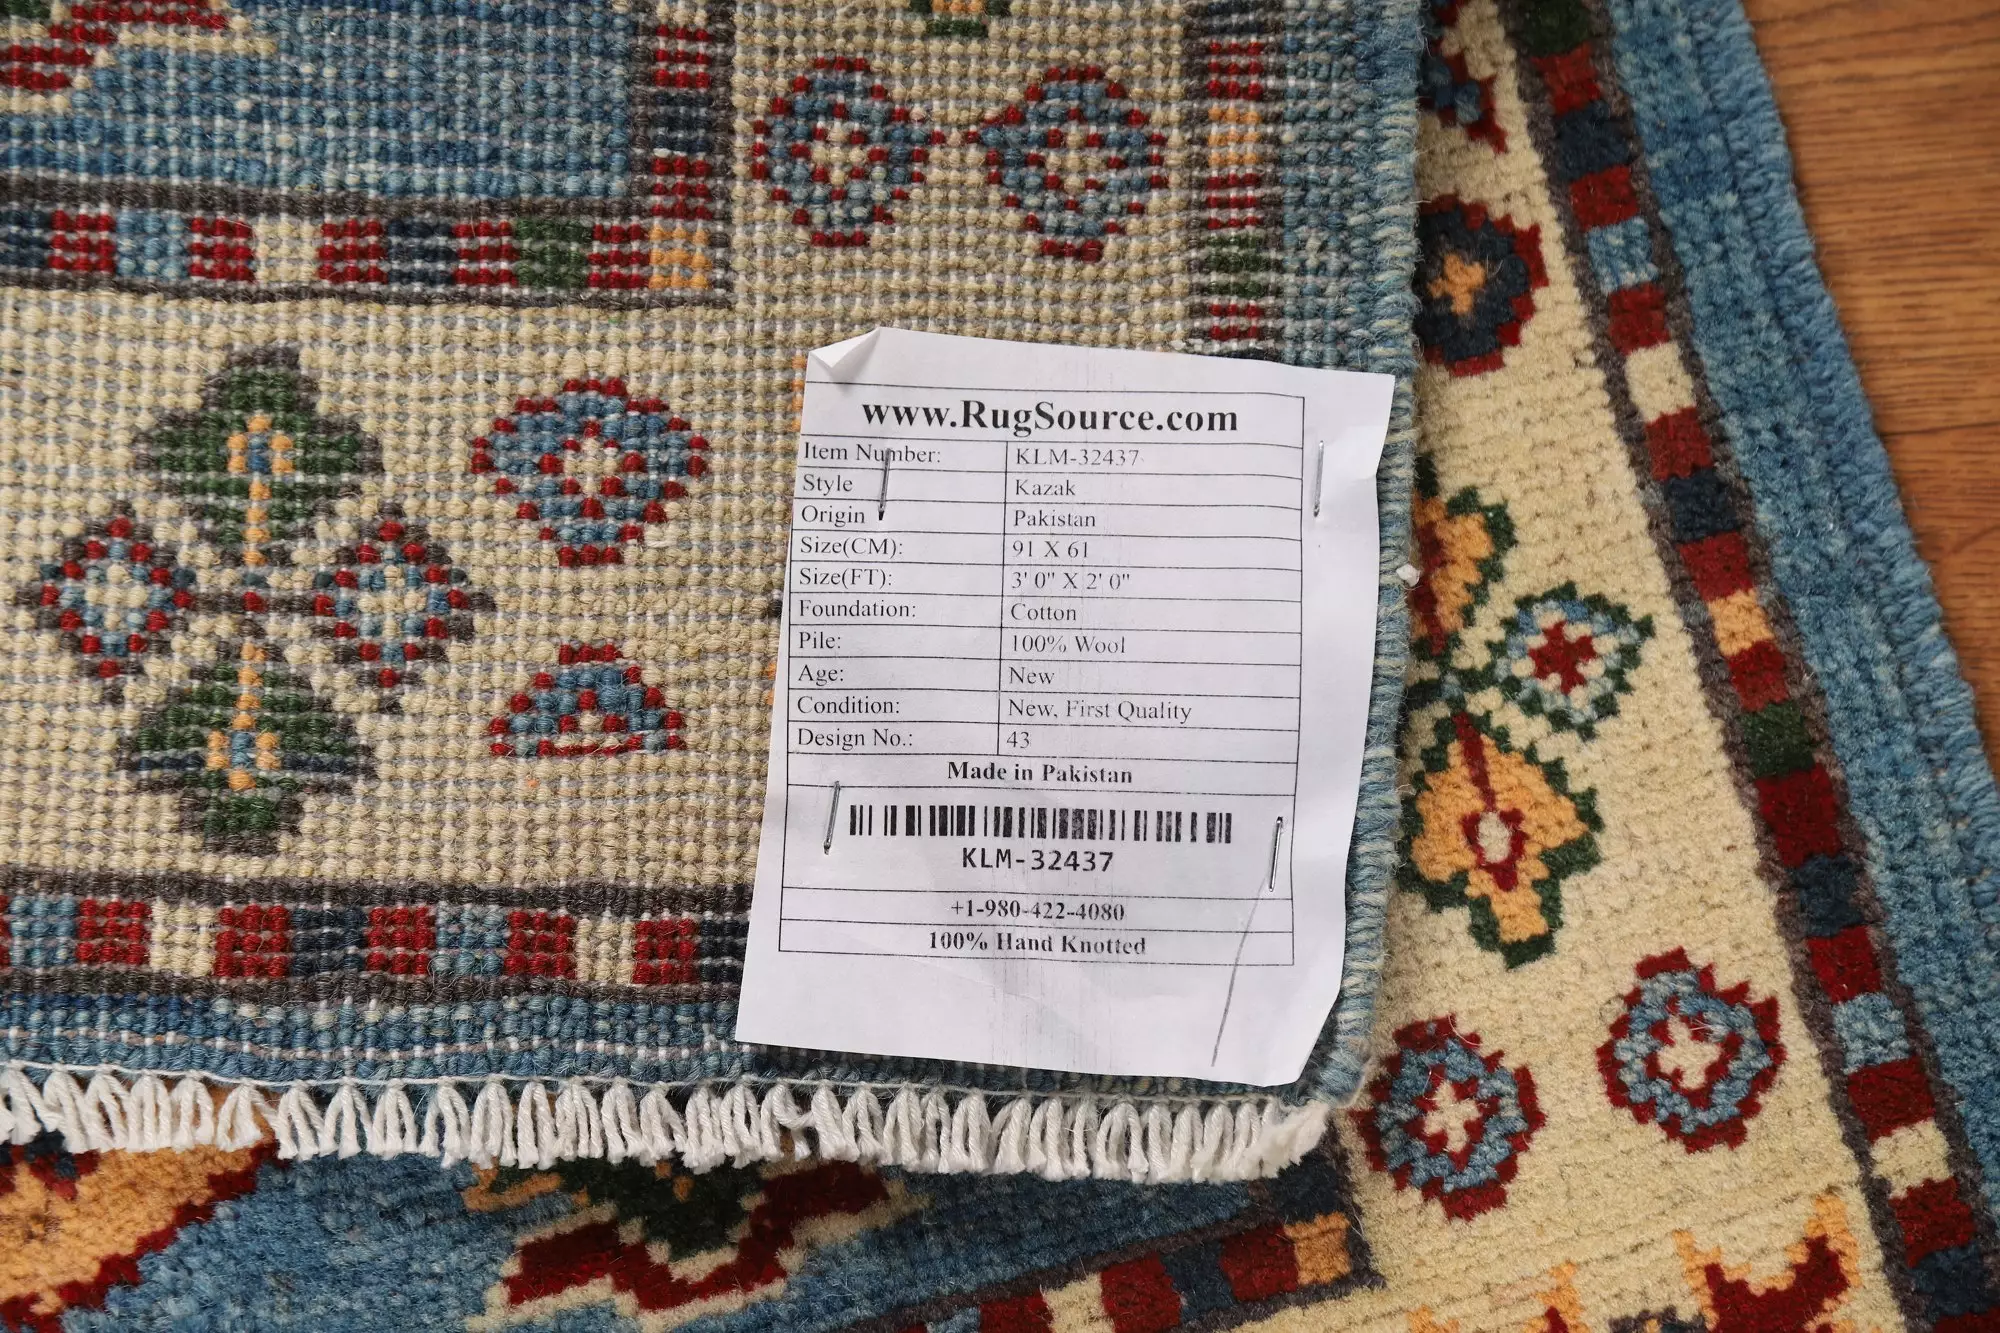 www.RugSource.com
Item Number: KLM-32437
Style Kazak
Origin Pakistan
Size(CM): 91 X 61
Size(FT): 3' 0" X 2' 0"
Foundation: Cotton
Pile: 100% Wool
Age: New
Condition: New, First Quality
Design No.: 43
Made in Pakistan
KLM-32437
+1-980-422-4080
100% Hand Knotted